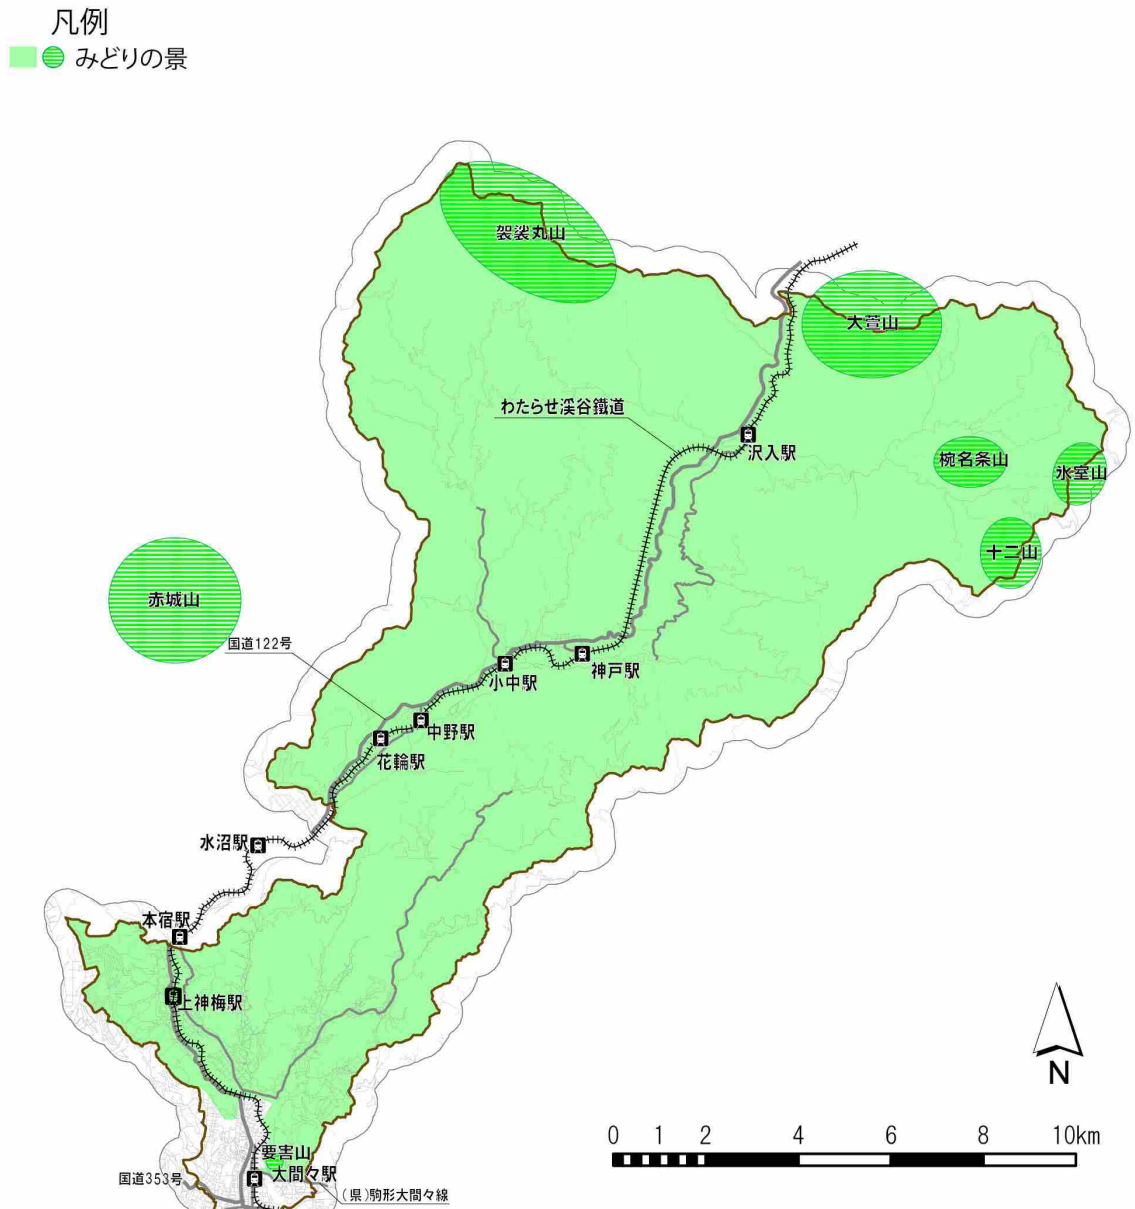 凡例
みどりの景
袈裟丸山
大萱山
わたらせ渓谷鐵道
沢入駅
椀名条山
氷室山
十二山
赤城山
国道122号
神戸駅
小中駅
中野駅
花輪駅
水沼駅
本宿駅
上神梅駅
N
0 1 2 4 6 8 10km
要害山
大間々駅
国道353号
(県)駒形大間々線